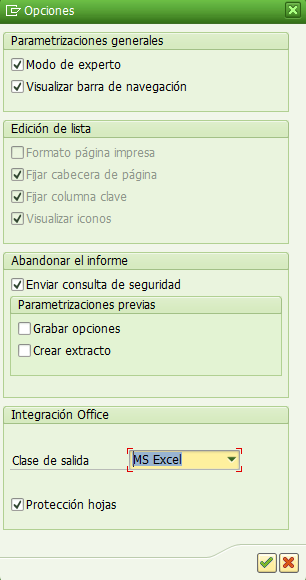 Opciones
Parametrizaciones generales
Modo de experto
Visualizar barra de navegación
Edición de lista
Formato página impresa
Fijar cabecera de página
Fijar columna clave
Visualizar iconos
Abandonar el informe
Enviar consulta de seguridad
Parametrizaciones previas
Grabar opciones
Crear extracto
Integración Office
Clase de salida MS Excel
Protección hojas